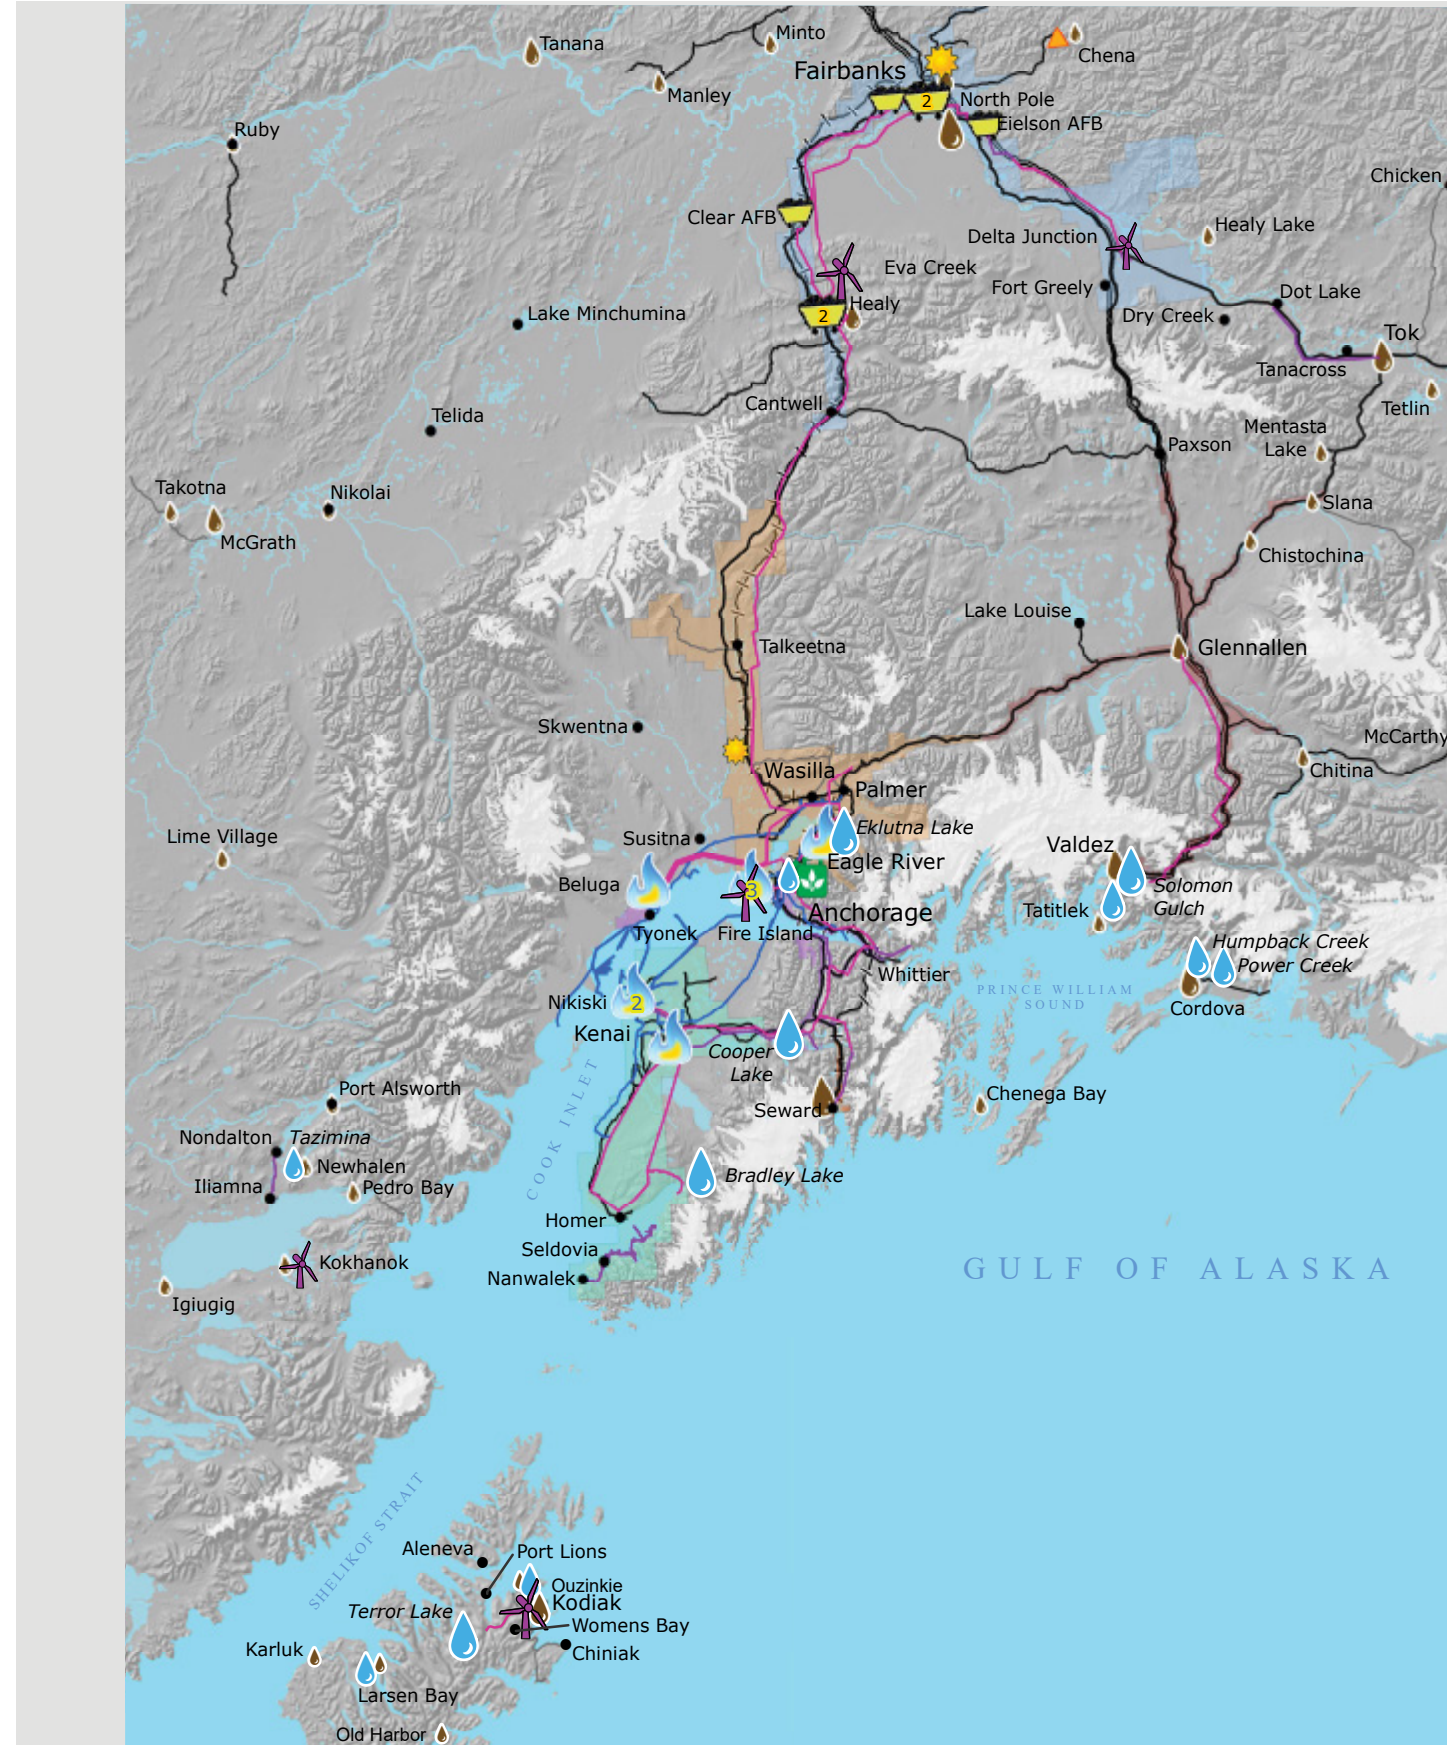 Tanana
Minto
Chena
Fairbanks
Manley
2
North Pole
Eielson AFB
Ruby
Chicken
Clear AFB
Healy Lake
Delta Junction
Eva Creek
Fort Greely
Dot Lake
Healy
2
Lake Minchumina
Dry Creek
Tok
Tanacross
Cantwell
Tetlin
Telida
Mentasta
Lake
Paxson
Takotna
Nikolai
Slana
McGrath
Chistochina
Lake Louise
Talkeetna
Glennallen
Skwentna
McCarthy
Wasilla
Chitina
Palmer
Lime Village
Susitna
Eklutna Lake
Valdez
Eagle River
Beluga
3
Solomon
Gulch
Tatitlek
Anchorage
Tyonek
Fire Island
Humpback Creek
Power Creek
Whittier
PRINCE WILLIAM
SOUND
Nikiski
2
Cordova
Kenai
Cooper
Lake
COOK INLET
Port Alsworth
Chenega Bay
Seward
Nondalton
Tazimina
Newhalen
Bradley Lake
Iliamna
Pedro Bay
Homer
Seldovia
Kokhanok
Nanwalek
GULF OF ALASKA
Igiugig
SHELIKOF STRAIT
Aleneva
Port Lions
Ouzinkie
Kodiak
Terror Lake
Womens Bay
Karluk
Chiniak
Larsen Bay
Old Harbor